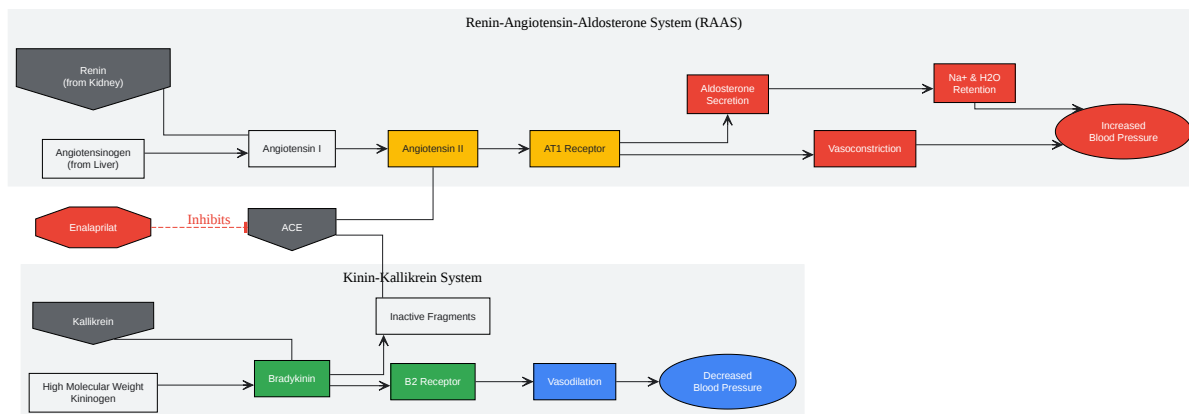 Renin-Angiotensin-Aldosterone System (RAAS)
Renin
(from Kidney)
Angiotensinogen
(from Liver)
Angiotensin I
Angiotensin II
AT1 Receptor
Aldosterone
Secretion
Na+ & H2O
Retention
Vasoconstriction
Increased
Blood Pressure
Enalaprilat
Inhibits
ACE
Kinin-Kallikrein System
Kallikrein
High Molecular Weight
Kininogen
Bradykinin
Inactive Fragments
B2 Receptor
Vasodilation
Decreased
Blood Pressure